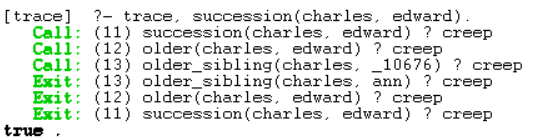 [trace]  ?- trace, succession(charles, edward).
   Call: (11) succession(charles, edward) ? creep
   Call: (12) older(charles, edward) ? creep
   Call: (13) older_sibling(charles, _10676) ? creep
   Exit: (13) older_sibling(charles, ann) ? creep
   Exit: (12) older(charles, edward) ? creep
   Exit: (11) succession(charles, edward) ? creep
true .